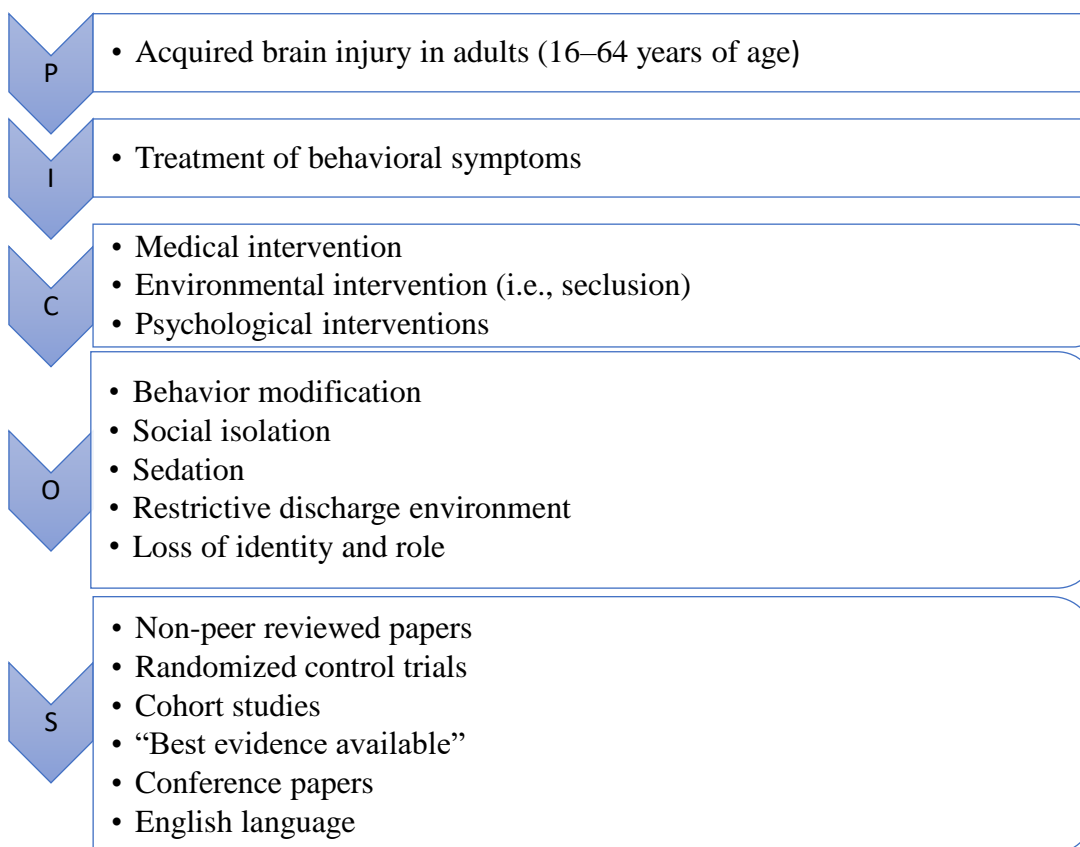 P
• Acquired brain injury in adults (16–64 years of age)
I
• Treatment of behavioral symptoms
C
• Medical intervention
• Environmental intervention (i.e., seclusion)
• Psychological interventions
O
• Behavior modification
• Social isolation
• Sedation
• Restrictive discharge environment
• Loss of identity and role
S
• Non-peer reviewed papers
• Randomized control trials
• Cohort studies
• “Best evidence available”
• Conference papers
• English language